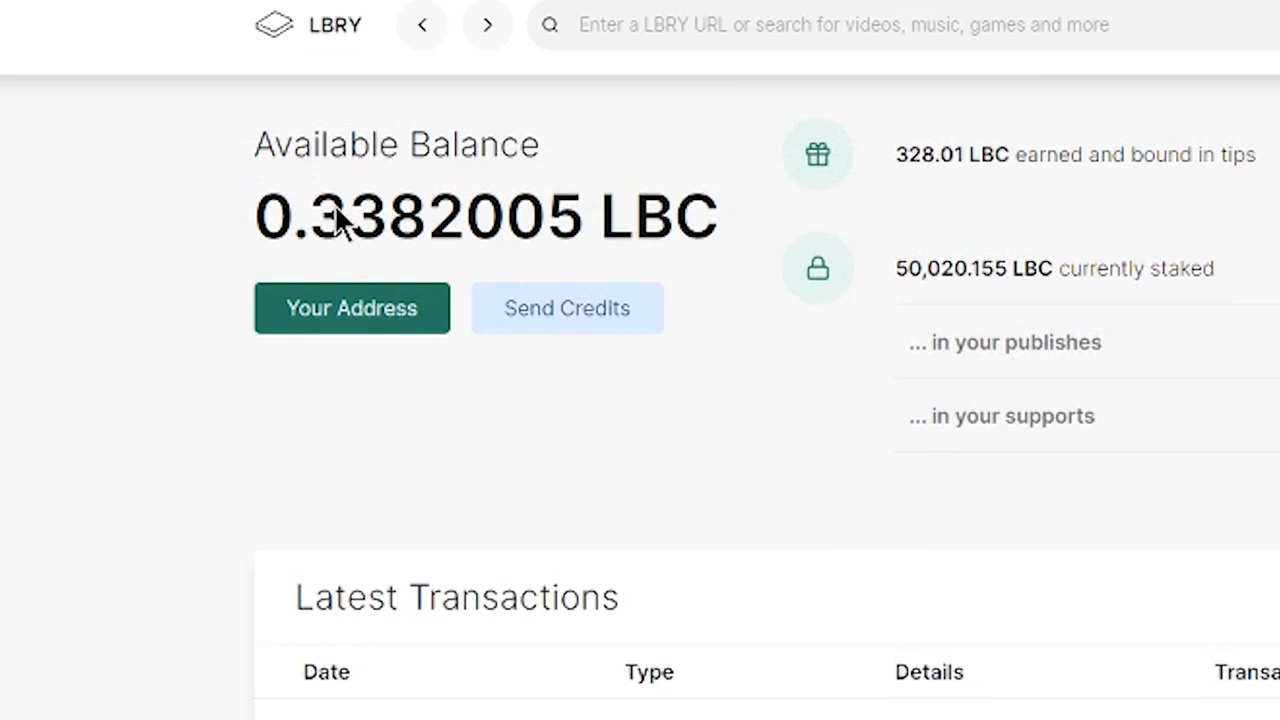 LBRY
Enter a LBRY URL or search for videos, music, games and more
Available Balance
0.3382005 LBC
Your Address
Send Credits
328.01 LBC earned and bound in tips
50,020.155 LBC currently staked
... in your publishes
... in your supports
Latest Transactions
Date Type Details Transa